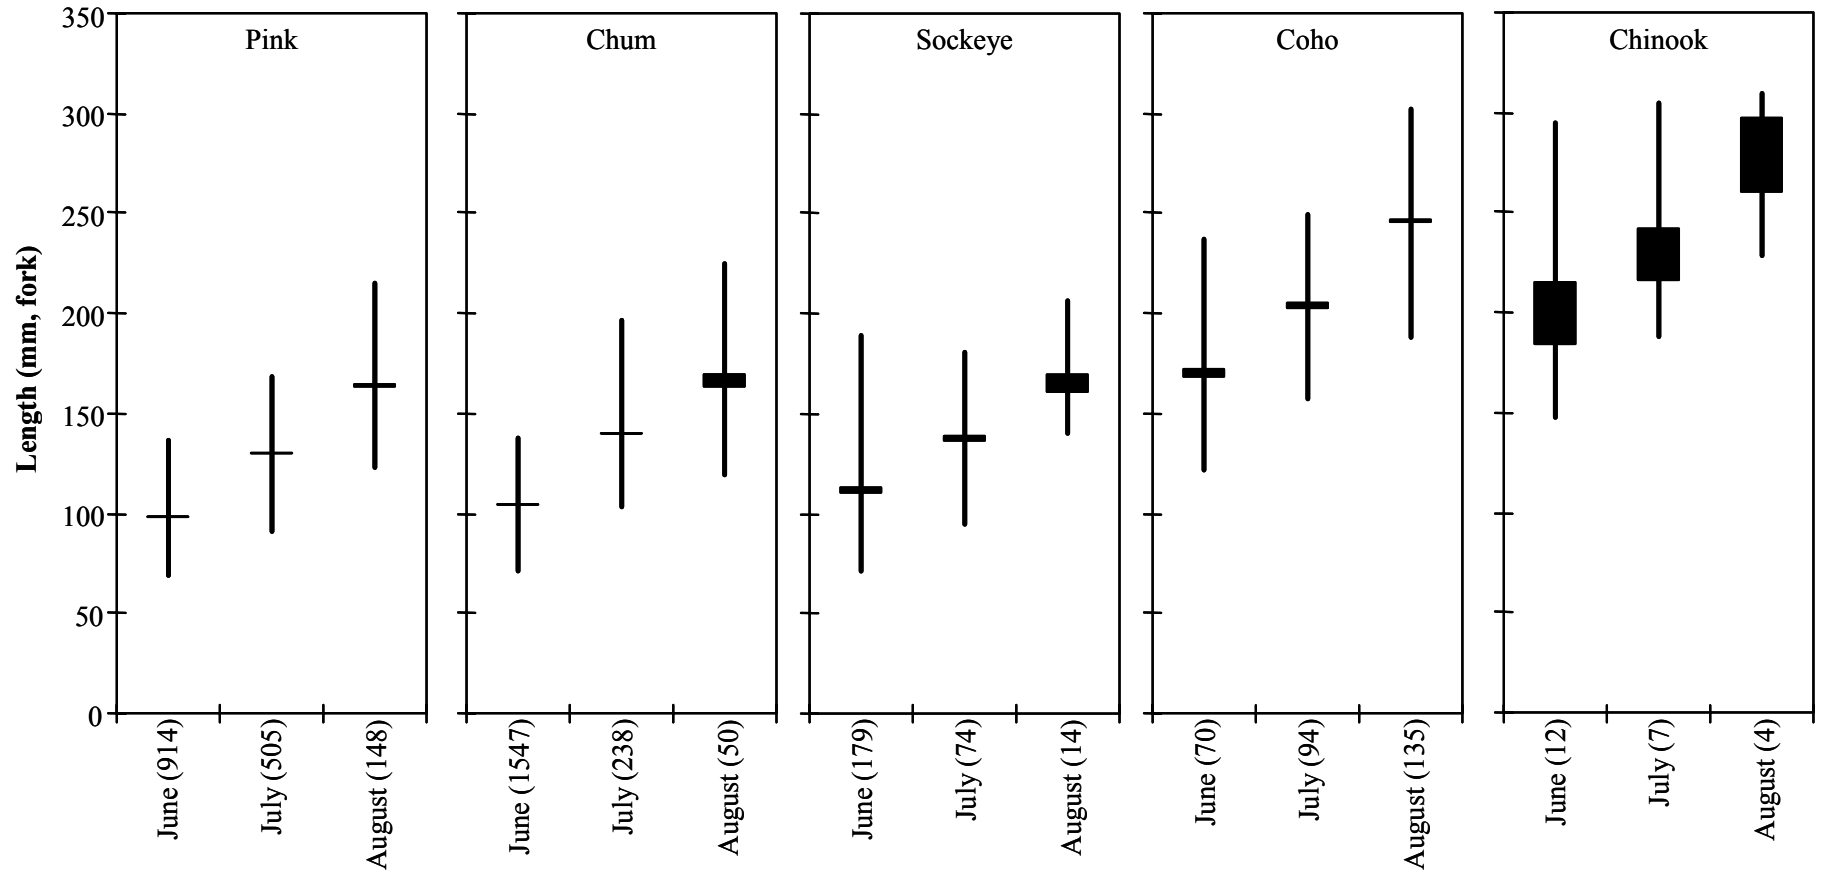 Length (mm, fork)
350
300
250
200
150
100
50
0
Pink
June (914)
July (505)
August (148)
Chum
June (1547)
July (238)
August (50)
Sockeye
June (179)
July (74)
August (14)
Coho
June (70)
July (94)
August (135)
Chinook
June (12)
July (7)
August (4)